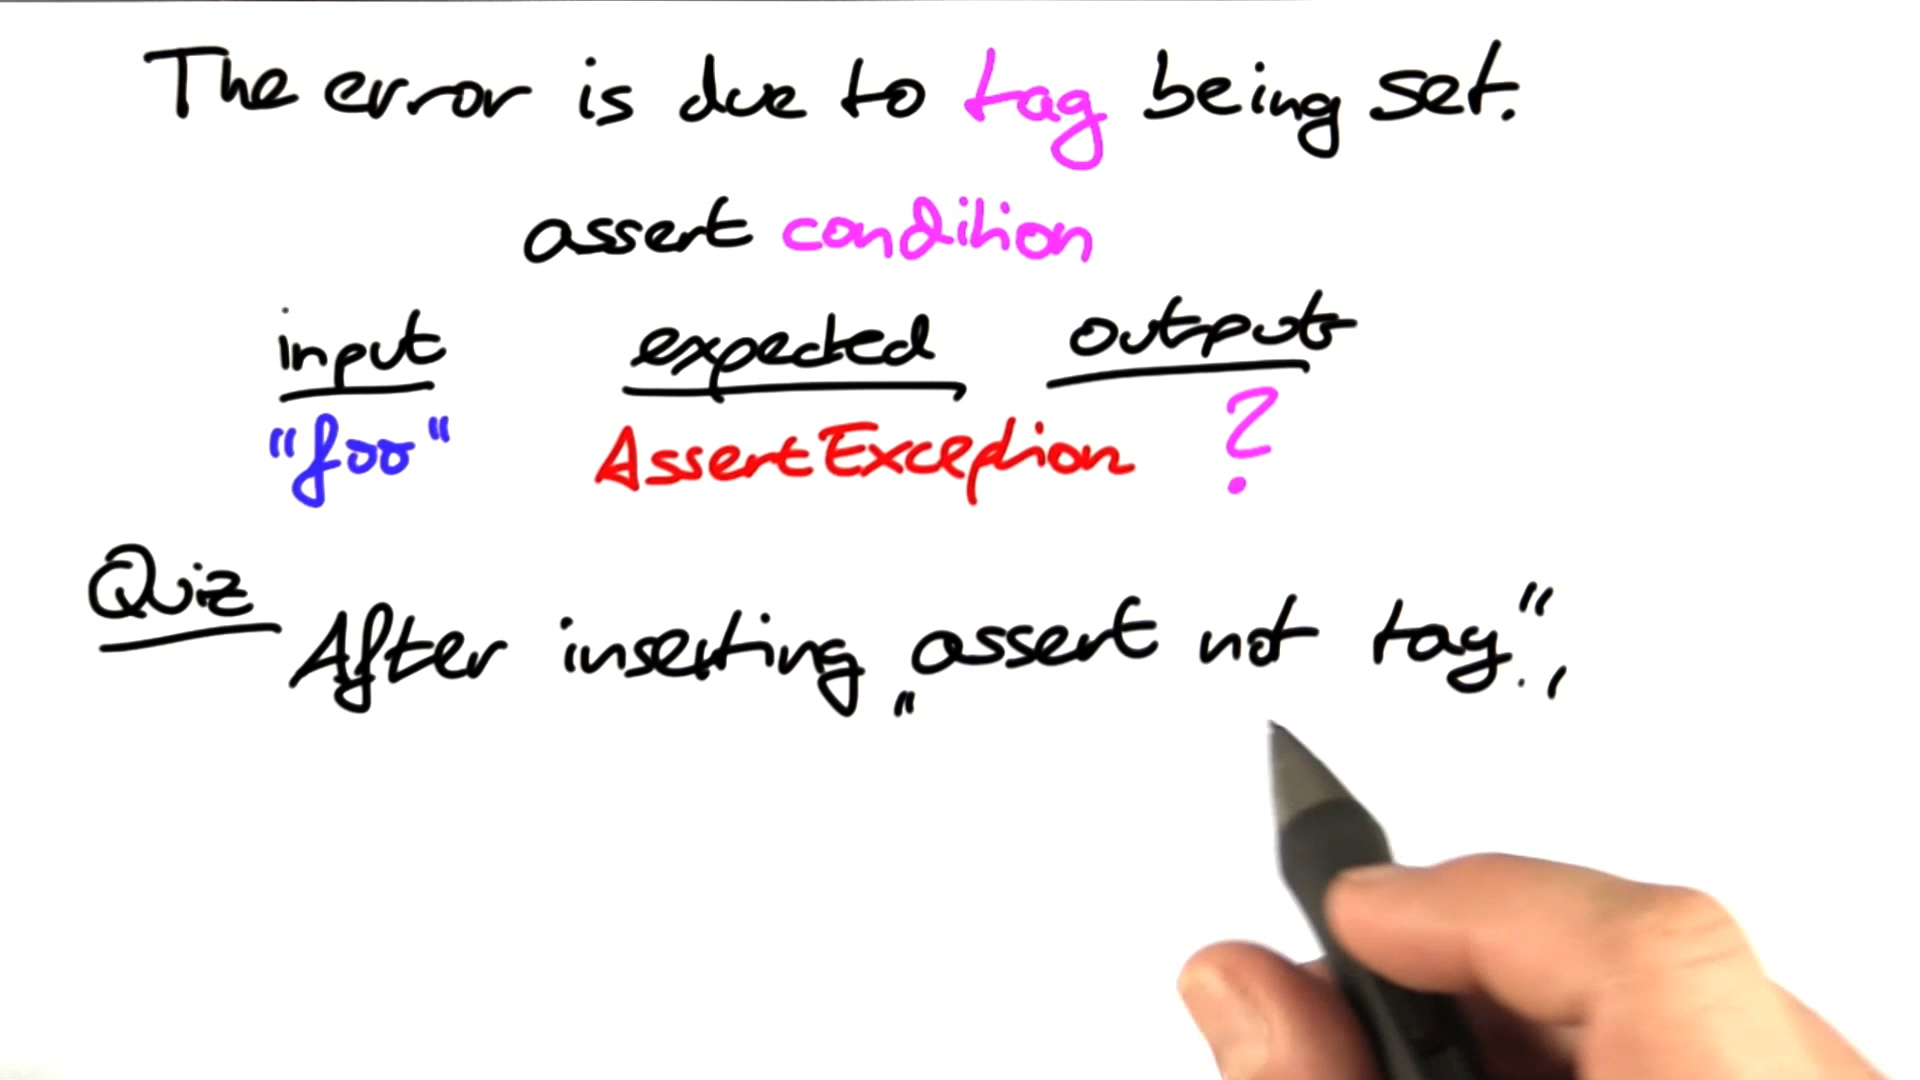 The error is due to tag being set.
assert condition
input expected outputs
"foo" AssertException ?
Quiz
After inserting „assert not tag.“,